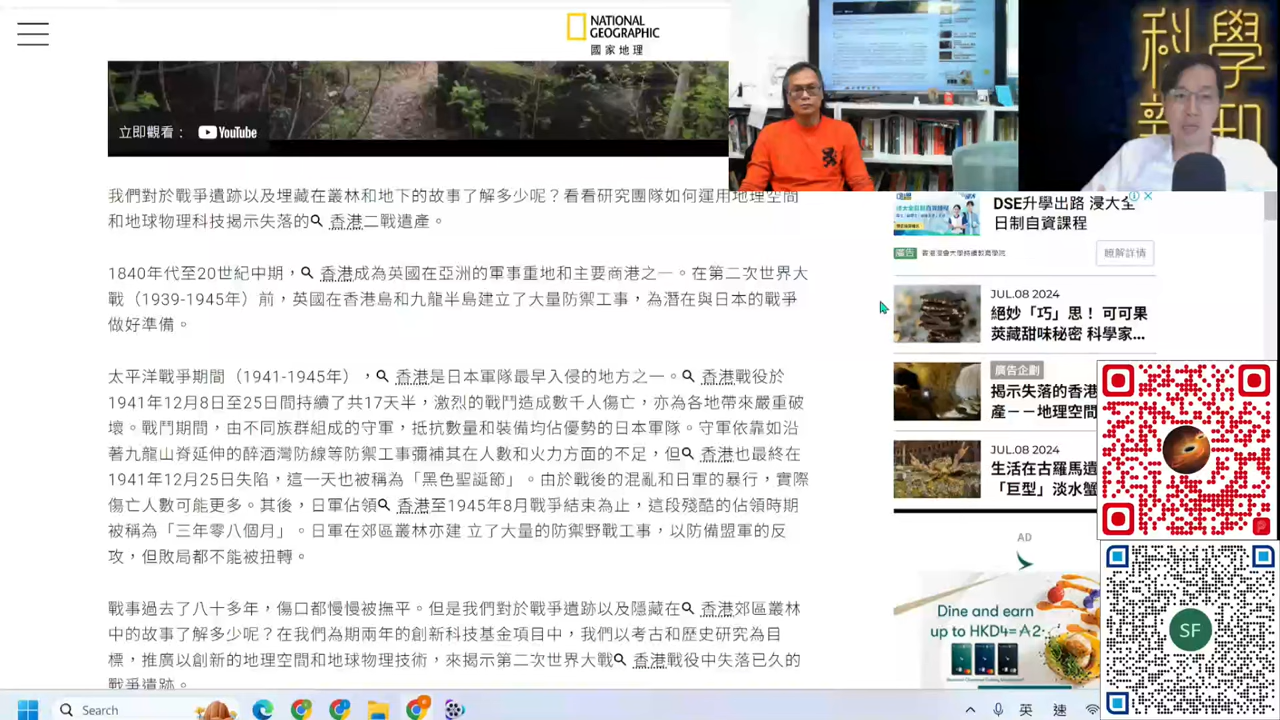 NATIONAL
GEOGRAPHIC
國家地理
科學
新知
立即觀看： YouTube
我們對於戰爭遺跡以及埋藏在叢林和地下的故事了解多少呢？看看研究團隊如何運用地理空間
和地球物理科技，探索失落的 香港二戰遺產。
1840年代至20世紀中期， 香港成為英國在亞洲的軍事重地和主要商港之一。在第二次世界大
戰（1939-1945年）前，英國在香港島和九龍半島建立了大量防禦工事，為潛在與日本的戰爭
做好準備。
太平洋戰爭期間（1941-1945年）， 香港是日本軍隊最早入侵的地方之一。 香港戰役於
1941年12月8日至25日間持續了共17天半，激烈的戰鬥造成數千人傷亡，亦為各地帶來嚴重破
壞。戰鬥期間，由不同族群組成的守軍，在人數和裝備均佔優勢的日本軍隊。守軍依靠如沿
著九龍山脊延伸的醉酒灣防線等防禦工事彌補其在人數和火力方面的不足，但 香港也最終在
1941年12月25日失陷，這一天也被稱為「黑色聖誕節」。由於戰後的混亂和日軍的暴行，實際
傷亡人數可能更多。其後，日軍佔領 香港至1945年二戰結束為止，這段殘酷的佔領時期
被稱為「三年零八個月」。日軍在郊區叢林亦建 的築野戰工事，以防備盟軍的反
攻，但敗局都不能被扭轉。
戰事過去了八十多年，傷口都慢慢被撫平。但是我們對於戰爭遺跡以及隱藏在 香港郊區叢林
中的故事了解多少呢？在我們為期兩年的創新科技基金項目中，我們以考古和歷史研究為目
標，推廣以創新的地理空間和地球物理技術，來探索第二次世界大戰 香港戰役中失落已久的
戰爭遺跡。
DSE升學出路 浸大全
日制自資課程
廣告 香港浸會大學持續教育學院
瞭解詳情
JUL.08 2024
絕妙「巧」思！ 可可果
莢藏甜味秘密 科學家...
廣告企劃
揭示失落的香港
產－－地理空間
JUL.08 2024
生活在古羅馬遺
「巨型」淡水蟹
AD
Dine and earn
up to HKD4=A2
SF
Search
英
速